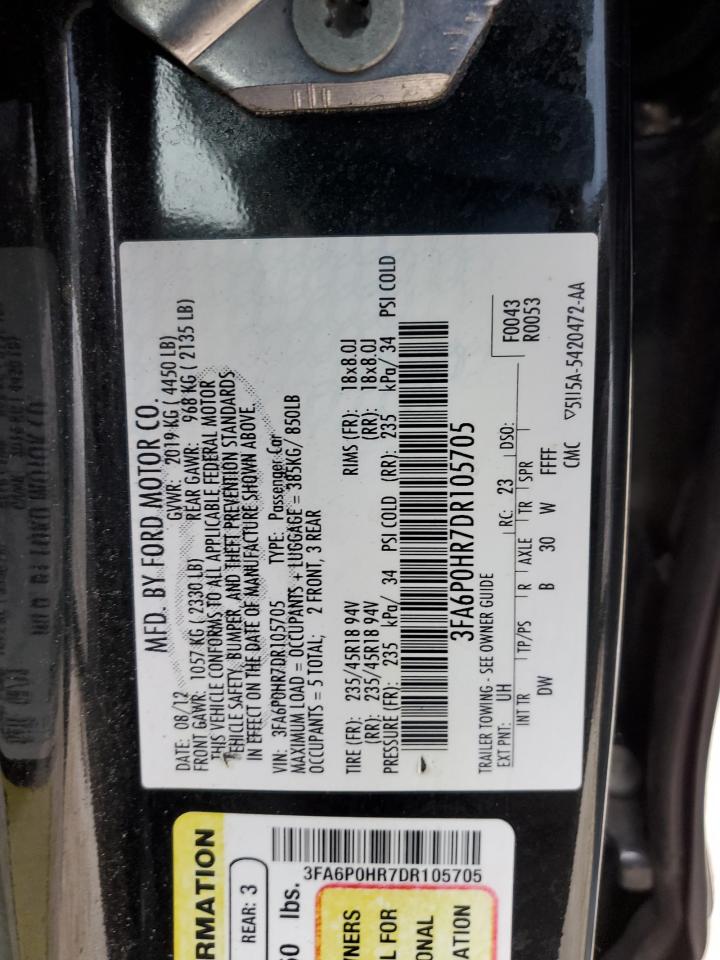 MFD. BY FORD MOTOR CO.
DATE: 08/12 GVWR: 2019 KG ( 4450 LB)
FRONT GAWR: 1057 KG ( 2330 LB) REAR GAWR: 968 KG ( 2135 LB)
THIS VEHICLE CONFORMS TO ALL APPLICABLE FEDERAL MOTOR
VEHICLE SAFETY, BUMPER, AND THEFT PREVENTION STANDARDS
IN EFFECT ON THE DATE OF MANUFACTURE SHOWN ABOVE.
VIN: 3FA6P0HR7DR105705 TYPE: Passenger Car
MAXIMUM LOAD = OCCUPANTS + LUGGAGE = 385KG/ 850LB
OCCUPANTS = 5 TOTAL; 2 FRONT, 3 REAR
TIRE (FR): 235/45R18 94V RIMS (FR): 18x8.0J
(RR): 235/45R18 94V (RR): 18x8.0J
PRESSURE (FR): 235 kPa/ 34 PSI COLD (RR): 235 kPa/ 34 PSI COLD
3FA6P0HR7DR105705
TRAILER TOWING - SEE OWNER GUIDE F0043
EXT PNT: UH RC: 23 DSO: R0053
INT TR TP/PS R AXLE TR SPR
DW B 30 W FFFF
CMC ▽5U5A-5420472-AA
RMATION
REAR: 3
lbs.
3FA6P0HR7DR105705
NERS
L FOR
ONAL
ATION